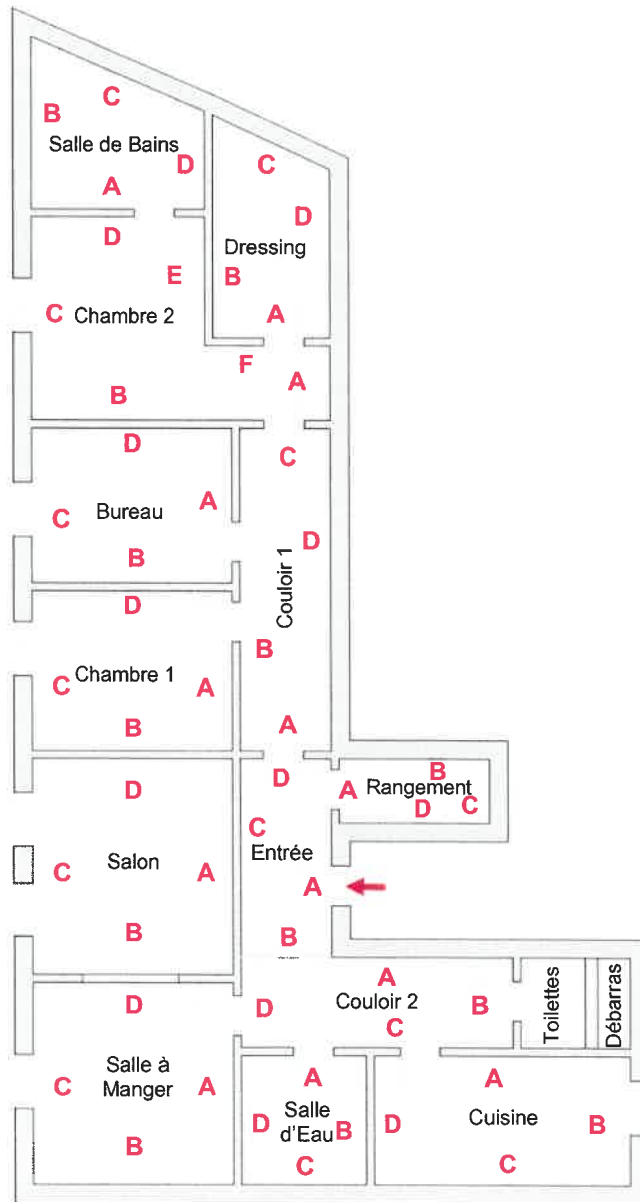 C
B
Salle de Bains
D
A
C
D
Dressing
B
A
D
E
C
Chambre 2
F
A
B
D
C
A
Bureau
C
B
D
Couloir 1
D
B
Chambre 1
C
A
B
A
D
D
B
A
Rangement
D
C
C
Entrée
Salon
C
A
A
B
B
D
A
Couloir 2
D
B
C
Toilettes
Débarras
Salle à
Manger
C
A
B
A
Salle
d'Eau
D
B
C
A
Cuisine
D
B
C